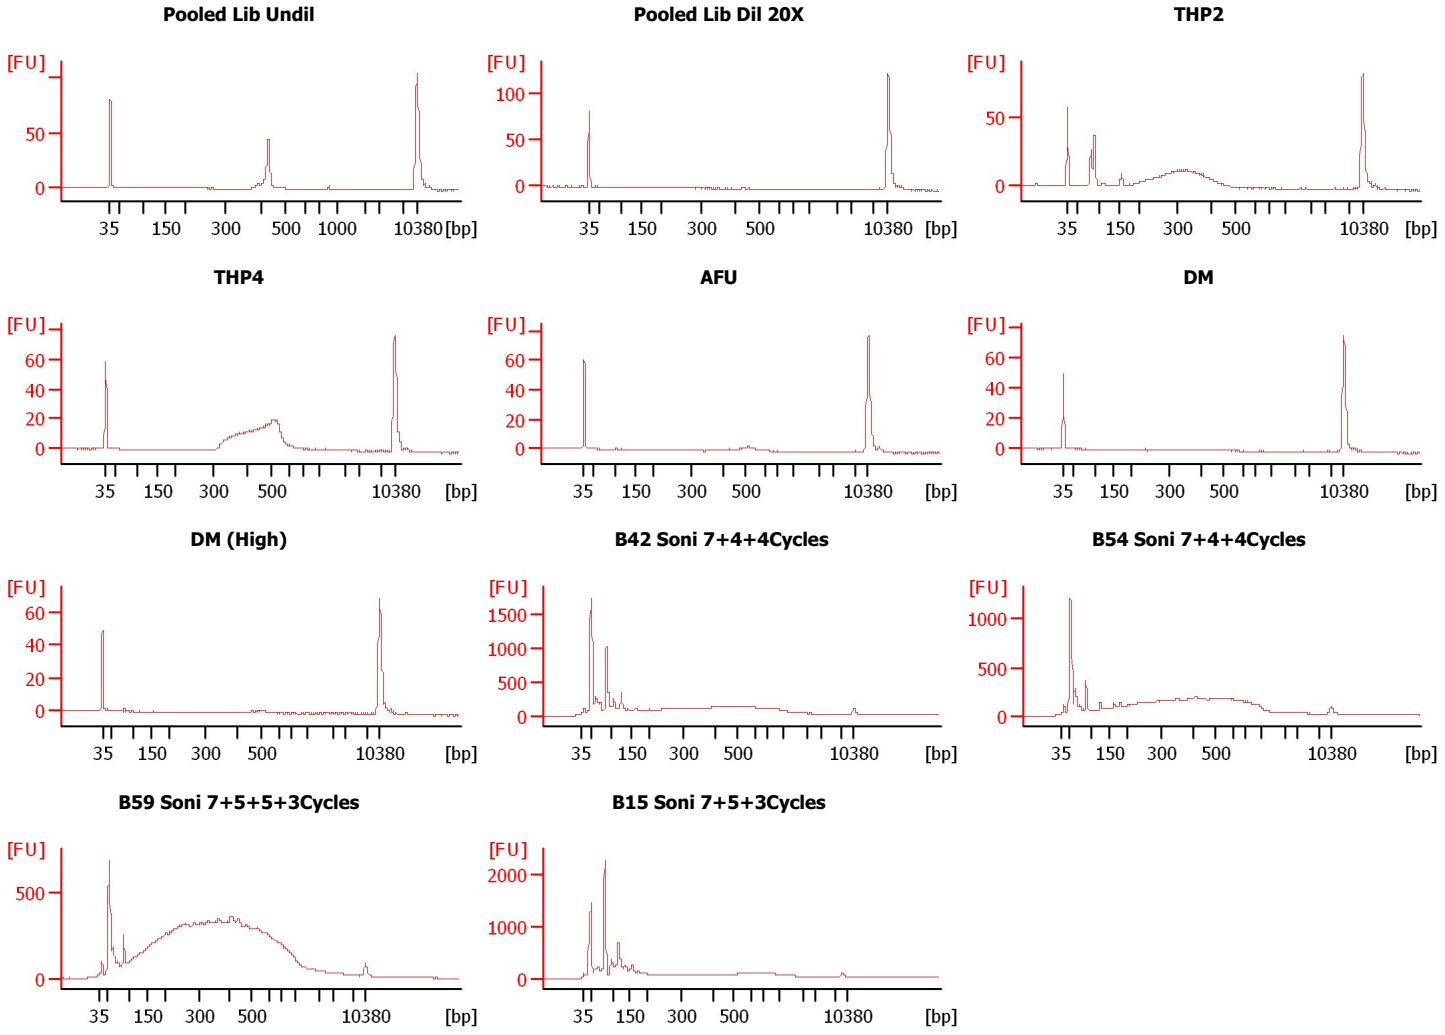 Pooled Lib Undil
[FU]
50
0
35 150 300 500 1000 10380 [bp]
Pooled Lib Dil 20X
[FU]
100
50
0
35 150 300 500 10380 [bp]
THP2
[FU]
50
0
35 150 300 500 10380 [bp]
THP4
[FU]
60
40
20
0
35 150 300 500 10380 [bp]
AFU
[FU]
60
40
20
0
35 150 300 500 10380 [bp]
DM
[FU]
60
40
20
0
35 150 300 500 10380 [bp]
DM (High)
[FU]
60
40
20
0
35 150 300 500 10380 [bp]
B42 Soni 7+4+4Cycles
[FU]
1500
1000
500
0
35 150 300 500 10380 [bp]
B54 Soni 7+4+4Cycles
[FU]
1000
500
0
35 150 300 500 10380 [bp]
B59 Soni 7+5+5+3Cycles
[FU]
500
0
35 150 300 500 10380 [bp]
B15 Soni 7+5+3Cycles
[FU]
2000
1000
0
35 150 300 500 10380 [bp]